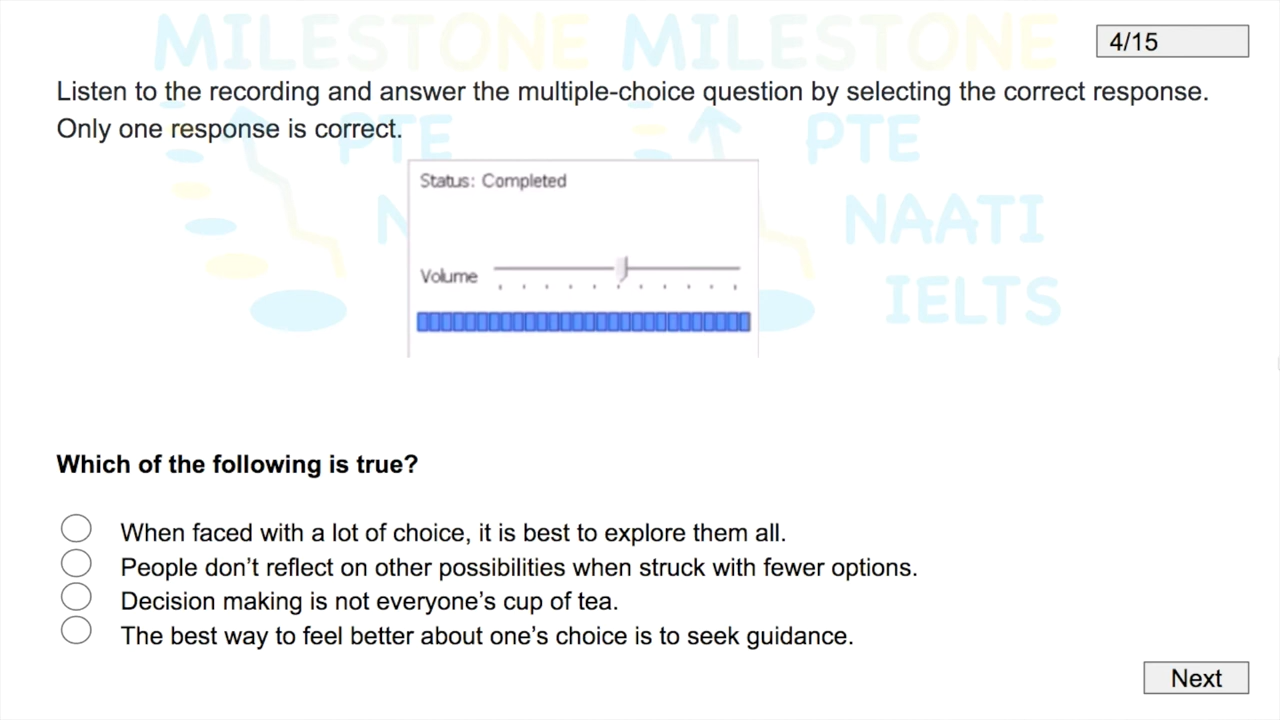 MILESTONE MILESTONE
4/15
Listen to the recording and answer the multiple-choice question by selecting the correct response.
Only one response is correct.
PTE PTE
Status: Completed
N NAATI
Volume
IELTS
Which of the following is true?
When faced with a lot of choice, it is best to explore them all.
People don’t reflect on other possibilities when struck with fewer options.
Decision making is not everyone’s cup of tea.
The best way to feel better about one’s choice is to seek guidance.
Next